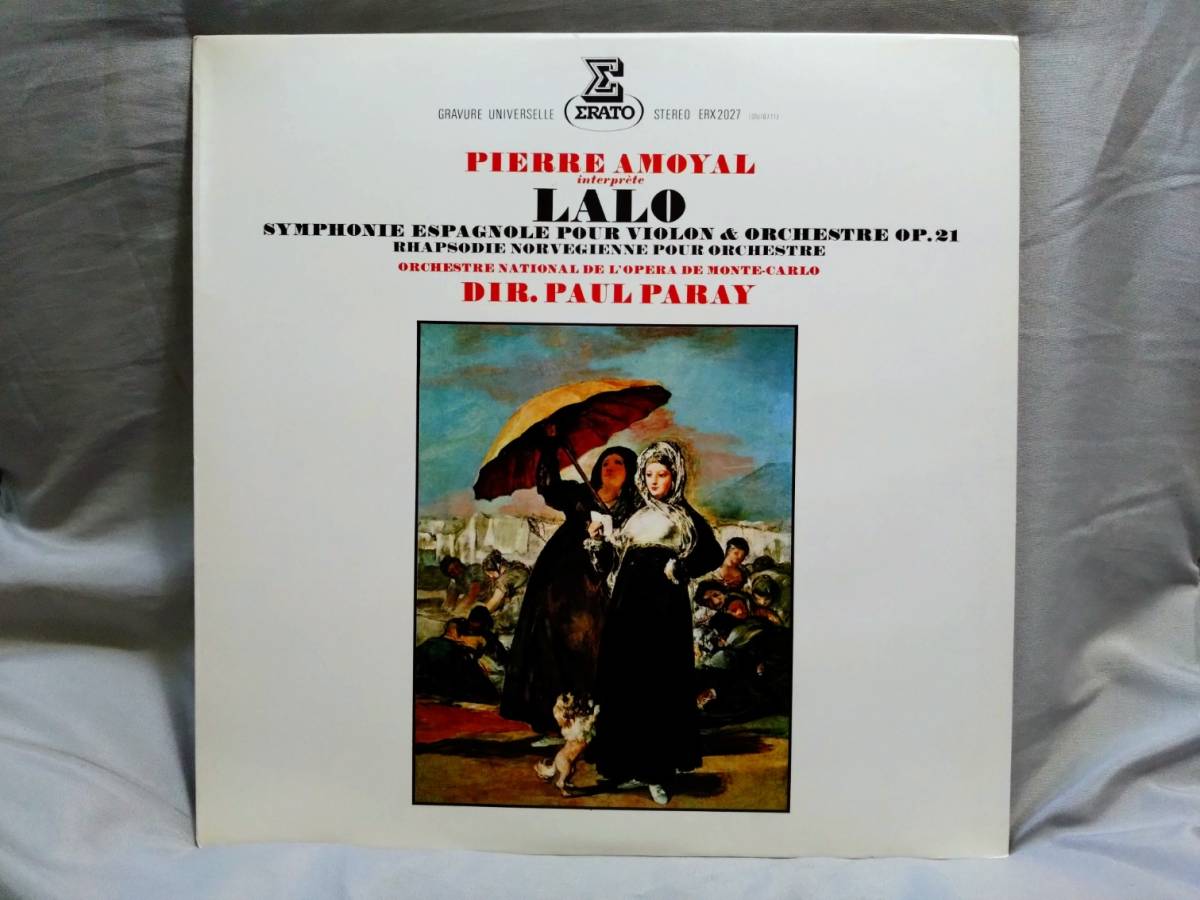 Σ
GRAVURE UNIVERSELLE ΣRATO STEREO ERX2027
PIERRE AMOYAL
interprète
LALO
SYMPHONIE ESPAGNOLE POUR VIOLON & ORCHESTRE OP.21
RHAPSODIE NORVEGIENNE POUR ORCHESTRE
ORCHESTRE NATIONAL DE L'OPERA DE MONTE-CARLO
DIR. PAUL PARAY